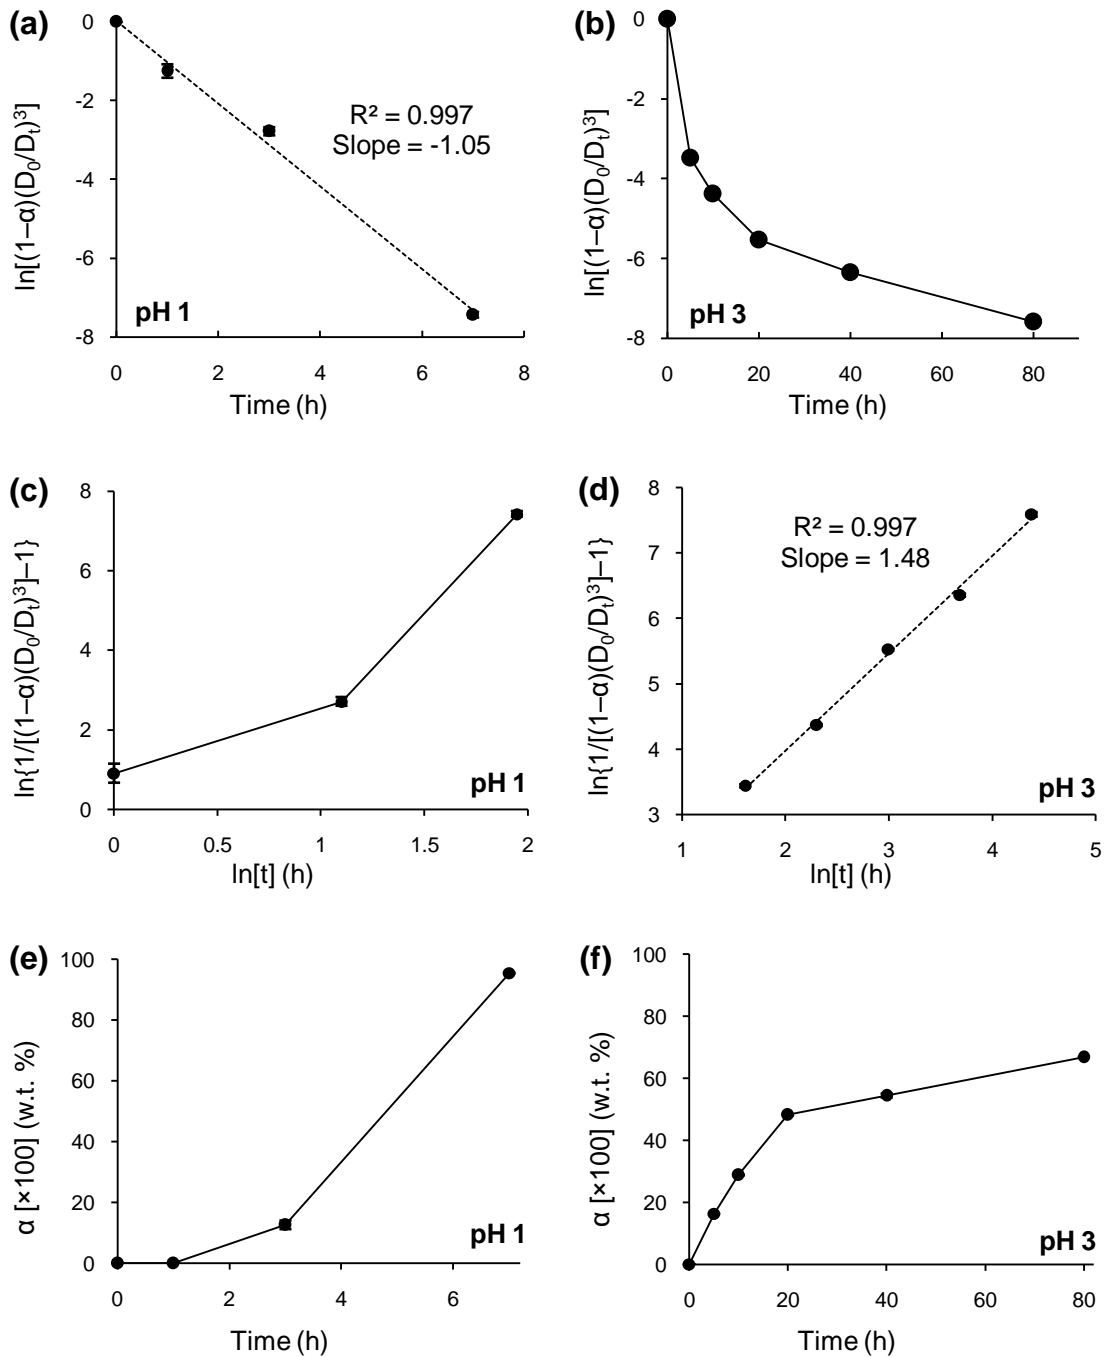 (a)
0
-2
-4
-6
-8
ln[(1–α)(D₀/Dₜ)³]
R² = 0.997
Slope = -1.05
pH 1
0 2 4 6 8
Time (h)
(b)
0
-2
-4
-6
-8
ln[(1–α)(D₀/Dₜ)³]
pH 3
0 20 40 60 80
Time (h)
(c)
8
6
4
2
0
ln{1/[(1–α)(D₀/Dₜ)³]–1}
pH 1
0 0.5 1 1.5 2
ln[t] (h)
(d)
8
7
6
5
4
3
ln{1/[(1–α)(D₀/Dₜ)³]–1}
R² = 0.997
Slope = 1.48
pH 3
1 2 3 4 5
ln[t] (h)
(e)
100
80
60
40
20
0
α [×100] (w.t. %)
pH 1
0 2 4 6
Time (h)
(f)
100
80
60
40
20
0
α [×100] (w.t. %)
pH 3
0 20 40 60 80
Time (h)